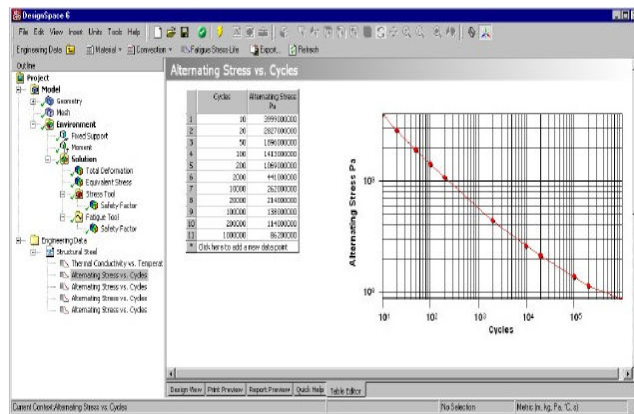 DesignSpace 6
File Edit View Insert Units Tools Help
Engineering Data Material Convection Fatigue Stress-Life Export... Refresh
Outline
Project
Model
Geometry
Mesh
Environment
Fixed Support
Moment
Solution
Total Deformation
Equivalent Stress
Stress Tool
Safety Factor
Fatigue Tool
Safety Factor
Engineering Data
Structural Steel
Thermal Conductivity vs. Temperat
Alternating Stress vs. Cycles
Alternating Stress vs. Cycles
Alternating Stress vs. Cycles
Alternating Stress vs. Cycles
Alternating Stress vs. Cycles
Cycles Alternating Stress Pa
1 10 3999000000
2 20 2827000000
3 50 1896000000
4 100 1413000000
5 200 1069000000
6 2000 441000000
7 10000 262000000
8 20000 214000000
9 100000 138000000
10 200000 114000000
11 1000000 86200000
* Click here to add a new data point
Alternating Stress Pa
10¹ 10² 10³ 10⁴ 10⁵
Cycles
Design View Print Preview Report Preview Quick Help Table Editor
Current Context:Alternating Stress vs. Cycles No Selection Metric (m, kg, Pa, °C, s)